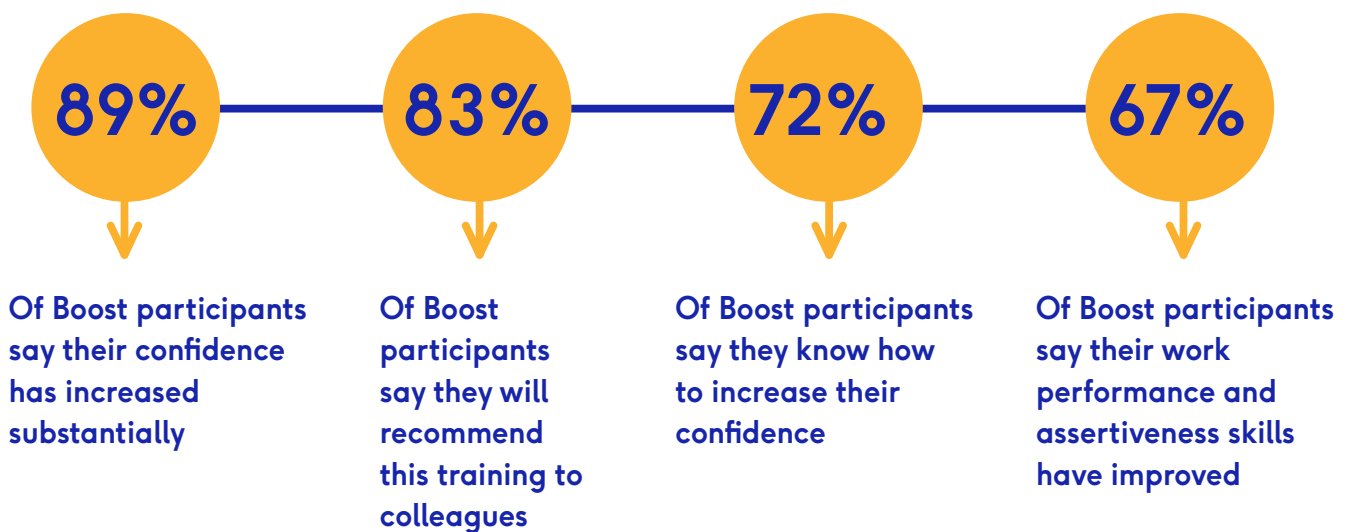 89%
Of Boost participants
say their confidence
has increased
substantially
83%
Of Boost
participants
say they will
recommend
this training to
colleagues
72%
Of Boost participants
say they know how
to increase their
confidence
67%
Of Boost participants
say their work
performance and
assertiveness skills
have improved